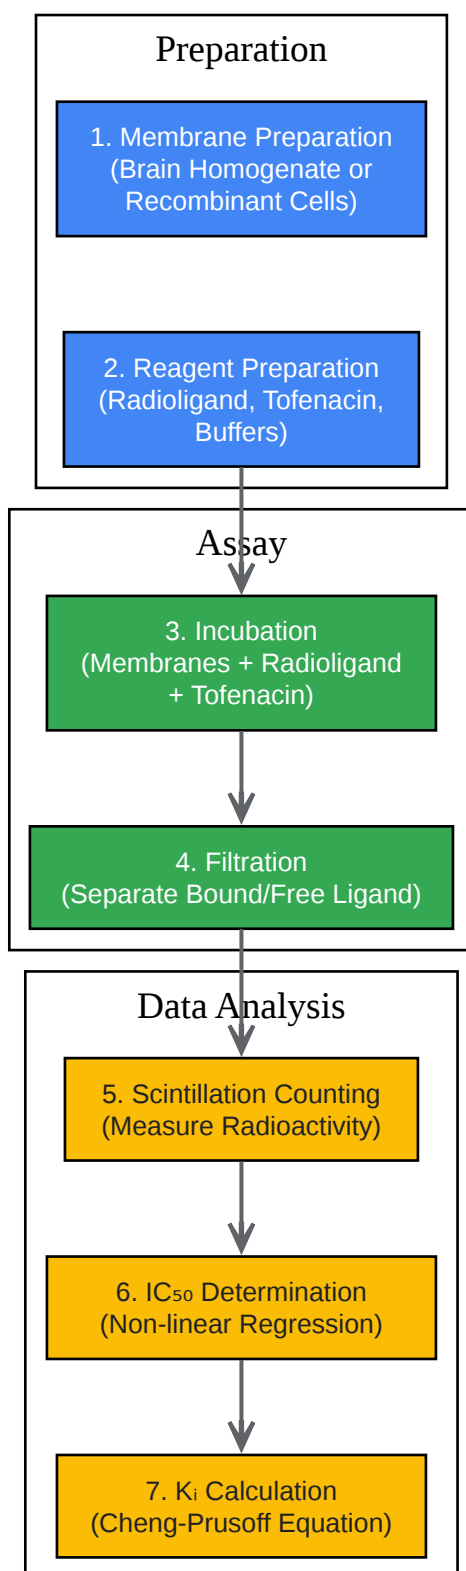 Preparation
1. Membrane Preparation
(Brain Homogenate or
Recombinant Cells)
2. Reagent Preparation
(Radioligand, Tofenacin,
Buffers)
Assay
3. Incubation
(Membranes + Radioligand
+ Tofenacin)
4. Filtration
(Separate Bound/Free Ligand)
Data Analysis
5. Scintillation Counting
(Measure Radioactivity)
6. IC₅₀ Determination
(Non-linear Regression)
7. Kᵢ Calculation
(Cheng-Prusoff Equation)